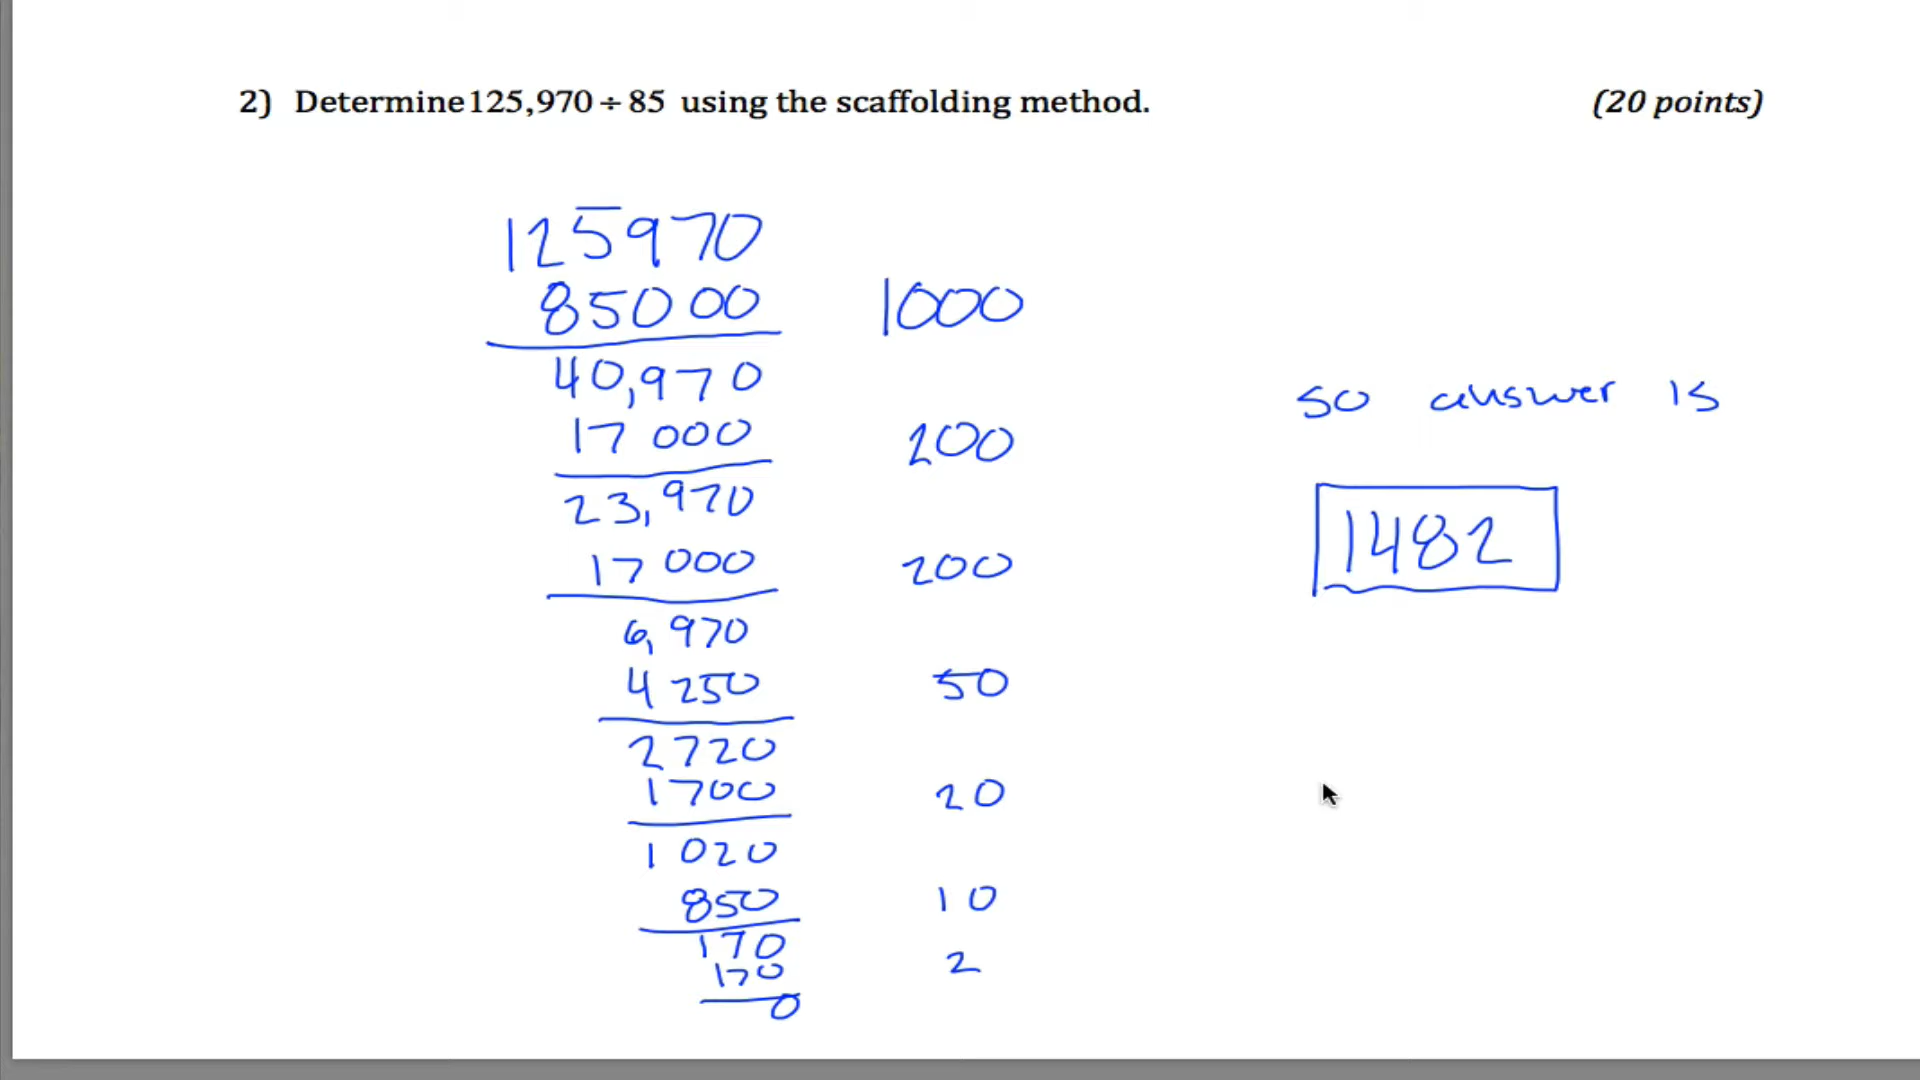 2) Determine 125,970 ÷ 85 using the scaffolding method. (20 points)
125970
85000 1000
40,970
17 000 200
23,970
17 000 200
6,970
4 250 50
2720
1700 20
1 020
850 10
170
170 2
0
so answer is
1482